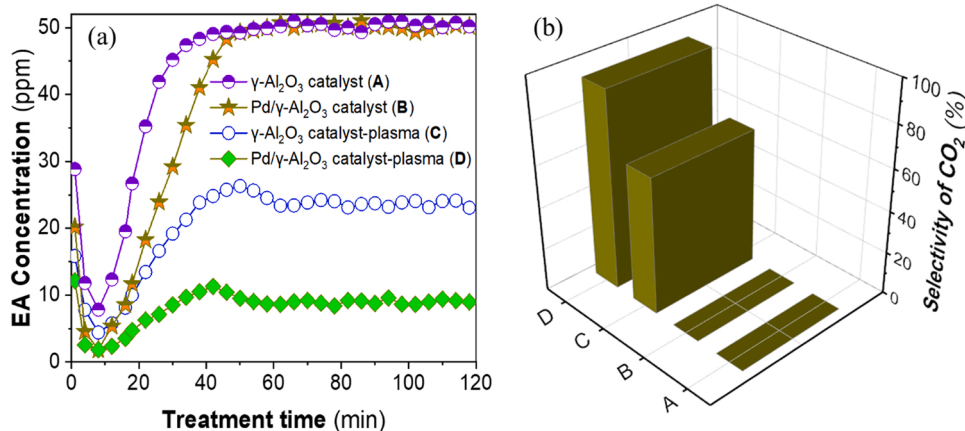 (a)
50
40
30
20
10
0
EA Concentration (ppm)
γ-Al₂O₃ catalyst (A)
Pd/γ-Al₂O₃ catalyst (B)
γ-Al₂O₃ catalyst-plasma (C)
Pd/γ-Al₂O₃ catalyst-plasma (D)
0 20 40 60 80 100 120
Treatment time (min)
(b)
100
80
60
40
20
0
Selectivity of CO₂ (%)
D
C
B
A